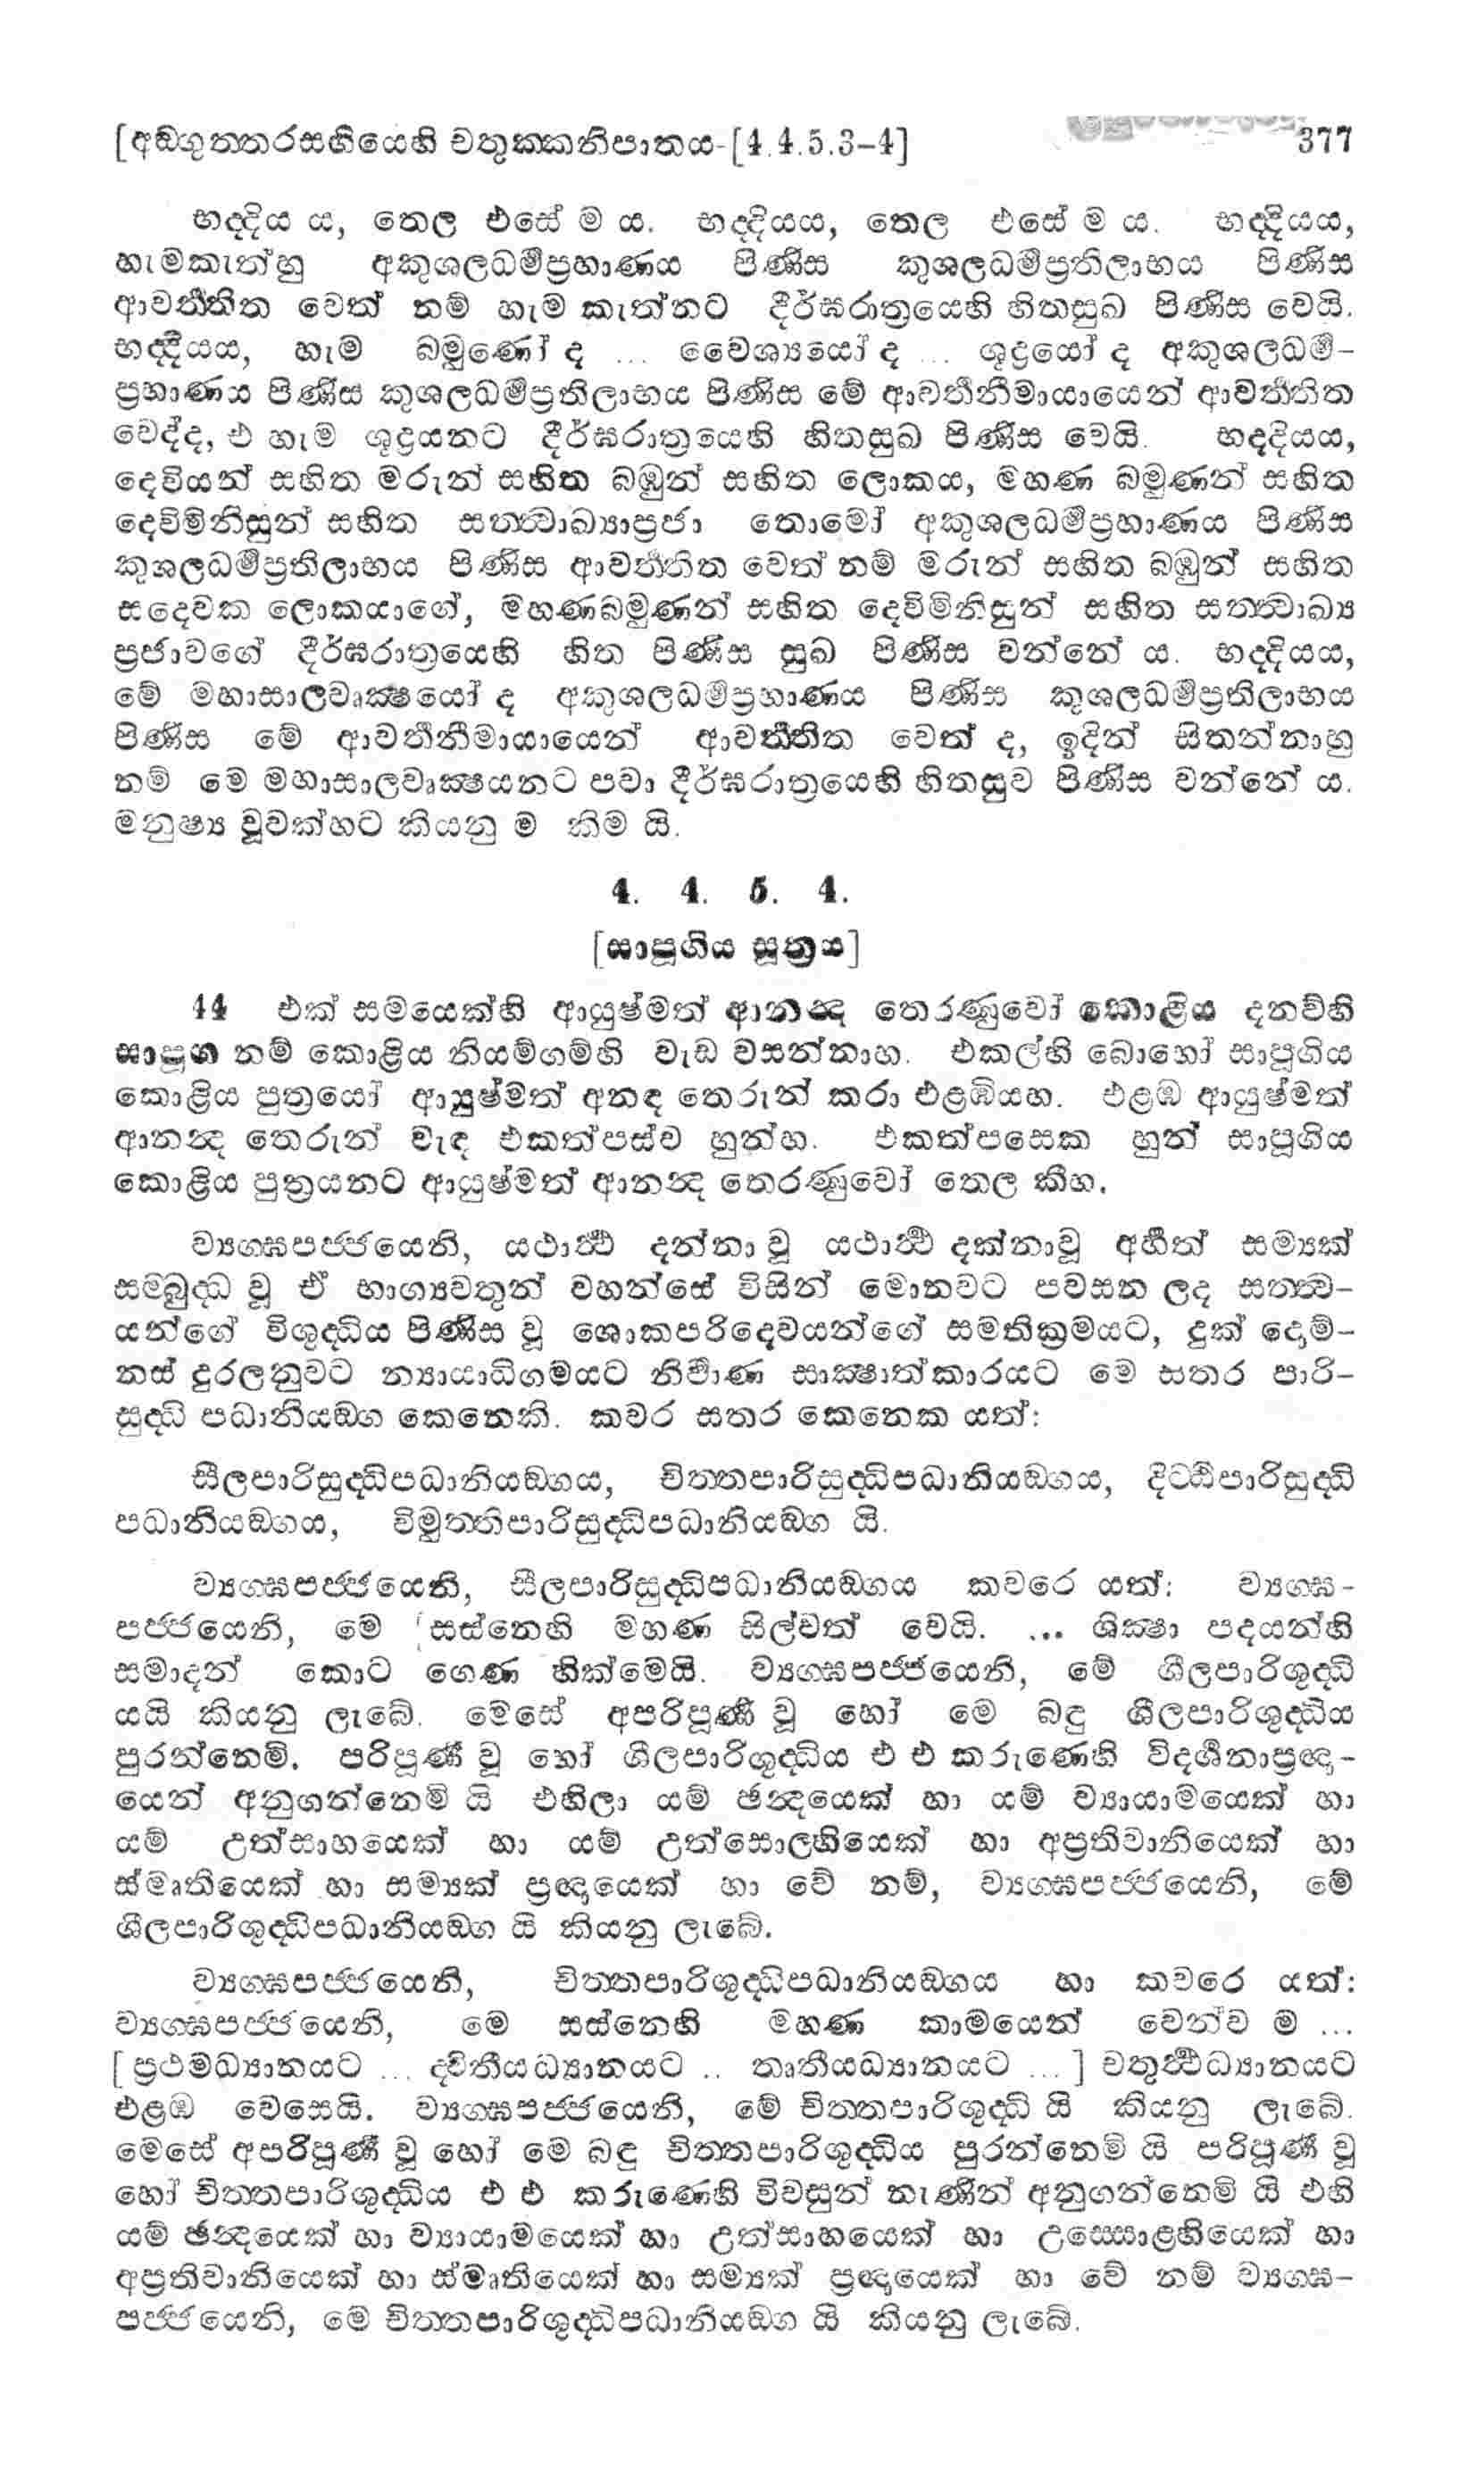 [අඞ්ගුත්තරසඟියෙහි චතුක්කනිපාතය-[4.4.5.3–4] 377
භද්දිය ය, තෙල එසේ ම ය. භද්දියය, තෙල එසේ ම ය. භද්දියය,
හැමකැත්හු අකුශලධර්‍මප්‍රහාණය පිණිස කුශලධර්‍මප්‍රතිලාභය පිණිස
ආවර්‍තිත වෙත් නම් හැම කැත්නට දීර්ඝරාත්‍රයෙහි හිතසුඛ පිණිස වෙයි.
භද්දියය, හැම බමුණෝ ද ... වෛශ්‍යයෝ ද ... ශූද්‍රයෝ ද අකුශලධර්‍ම–
ප්‍රහාණය පිණිස කුශලධර්‍මප්‍රතිලාභය පිණිස මේ ආවර්‍තනීමායායෙන් ආවර්‍තිත
වෙද්ද, එ හැම ශූද්‍රයනට දීර්ඝරාත්‍රයෙහි හිතසුඛ පිණිස වෙයි. භද්දියය,
දෙවියන් සහිත මරුන් සහිත බඹුන් සහිත ලොකය, මහණ බමුණන් සහිත
දෙව්මිනිසුන් සහිත සත්ත්‍වාඛ්‍යාප්‍රජා තොමෝ අකුශලධර්‍මප්‍රහාණය පිණිස
කුශලධර්‍මප්‍රතිලාභය පිණිස ආවර්‍තිත වෙත් නම් මරුන් සහිත බඹුන් සහිත
සදෙවක ලොකයාගේ, මහණබමුණන් සහිත දෙව්මිනිසුන් සහිත සත්ත්‍වාඛ්‍ය
ප්‍රජාවගේ දීර්ඝරාත්‍රයෙහි හිත පිණිස සුඛ පිණිස වන්නේ ය. භද්දියය,
මේ මහාසාලවෘක්‍ෂයෝ ද අකුශලධර්‍මප්‍රහාණය පිණිස කුශලධර්‍මප්‍රතිලාභය
පිණිස මේ ආවර්‍තනීමායායෙන් ආවර්‍තිත වෙත් ද, ඉදින් සිතන්නාහු
නම් මෙ මහාසාලවෘක්‍ෂයනට පවා දීර්ඝරාත්‍රයෙහි හිතසුව පිණිස වන්නේ ය.
මනුෂ්‍ය වූවක්හට කියනු ම කිම යි.
4. 4. 5. 4.
[සාපූගිය සූත්‍රය]
44 එක් සමයෙක්හි ආයුෂ්මත් ආනන්‍ද තෙරණුවෝ කොළිය දනව්හි
සාපූග නම් කොළිය නියම්ගම්හි වැඩ වසන්නාහ. එකල්හි බොහෝ සාපූගිය
කොළිය පුත්‍රයෝ ආයුෂ්මත් අනඳ තෙරුන් කරා එළඹියහ. එළඹ ආයුෂ්මත්
ආනන්‍ද තෙරුන් වැඳ එකත්පස්ව හුන්හ. එකත්පසෙක හුන් සාපූගිය
කොළිය පුත්‍රයනට ආයුෂ්මත් ආනන්‍ද තෙරණුවෝ තෙල කීහ.
ව්‍යග්ඝපජ්ජයෙනි, යථාර්‍ථ දන්නා වූ යථාර්‍ථ දක්නාවූ අර්‍හත් සම්‍යක්
සම්බුද්ධ වූ ඒ භාග්‍යවතුන් වහන්සේ විසින් මොනවට පවසන ලද සත්ත්‍ව–
යන්ගේ විශුද්ධිය පිණිස වූ ශොකපරිදෙවයන්ගේ සමතික්‍රමයට, දුක් දොම්–
නස් දුරලනුවට න්‍යායාධිගමයට නිර්‍වාණ සාක්‍ෂාත්කාරයට මෙ සතර පාරි–
සුද්ධි පධානියඞ්ග කෙනෙකි. කවර සතර කෙනෙක යත්:
සීලපාරිසුද්ධිපධානියඞ්ගය, චිත්තපාරිසුද්ධිපධානියඞ්ගය, දිට්ඨිපාරිසුද්ධි
පධානියඞ්ගය, විමුත්තිපාරිසුද්ධිපධානියඞ්ග යි.
ව්‍යග්ඝපජ්ජයෙනි, සීලපාරිසුද්ධිපධානියඞ්ගය කවරෙ යත්: ව්‍යග්ඝ–
පජ්ජයෙනි, මෙ සස්නෙහි මහණ සිල්වත් වෙයි. ... ශික්‍ෂා පදයන්හි
සමාදන් කොට ගෙණ හික්මෙයි. ව්‍යග්ඝපජ්ජයෙනි, මේ ශීලපාරිශුද්ධි
යයි කියනු ලැබේ. මෙසේ අපරිපූර්‍ණ වූ හෝ මෙ බඳු ශීලපාරිශුද්ධිය
පුරන්නෙමි. පරිපූර්‍ණ වූ හෝ ශීලපාරිශුද්ධිය එ එ කරුණෙහි විදර්‍ශනාප්‍රඥා–
යෙන් අනුගන්නෙමි යි එහිලා යම් ඡන්‍දයෙක් හා යම් ව්‍යායාමයෙක් හා
යම් උත්සාහයෙක් හා යම් උත්සොල්හියෙක් හා අප්‍රතිවානියෙක් හා
ස්මෘතියෙක් හා සම්‍යක් ප්‍රඥායෙක් හා වේ නම්, ව්‍යග්ඝපජ්ජයෙනි, මේ
ශීලපාරිශුද්ධිපධානියඞ්ග යි කියනු ලැබේ.
ව්‍යග්ඝපජ්ජයෙනි, චිත්තපාරිශුද්ධිපධානියඞ්ගය හා කවරෙ යත්:
ව්‍යග්ඝපජ්ජයෙනි, මෙ සස්නෙහි මහණ කාමයෙන් වෙන්ව ම ...
[ප්‍රථමධ්‍යානයට ... ද්විතීයධ්‍යානයට .. තෘතීයධ්‍යානයට ...] චතුර්‍ථධ්‍යානයට
එළඹ වෙසෙයි. ව්‍යග්ඝපජ්ජයෙනි, මේ චිත්තපාරිශුද්ධි යි කියනු ලැබේ.
මෙසේ අපරිපූර්‍ණ වූ හෝ මෙ බඳු චිත්තපාරිශුද්ධිය පුරන්නෙමි යි පරිපූර්‍ණ වූ
හෝ චිත්තපාරිශුද්ධිය එ එ කරුණෙහි විවසුන් නැණින් අනුගන්නෙමි යි එහි
යම් ඡන්‍දයෙක් හා ව්‍යායාමයෙක් හා උත්සාහයෙක් හා උස්සොළ්හියෙක් හා
අප්‍රතිවානියෙක් හා ස්මෘතියෙක් හා සම්‍යක් ප්‍රඥායෙක් හා වේ නම් ව්‍යග්ඝ–
පජ්ජයෙනි, මෙ චිත්තපාරිශුද්ධිපධානියඞ්ග යි කියනු ලැබේ.